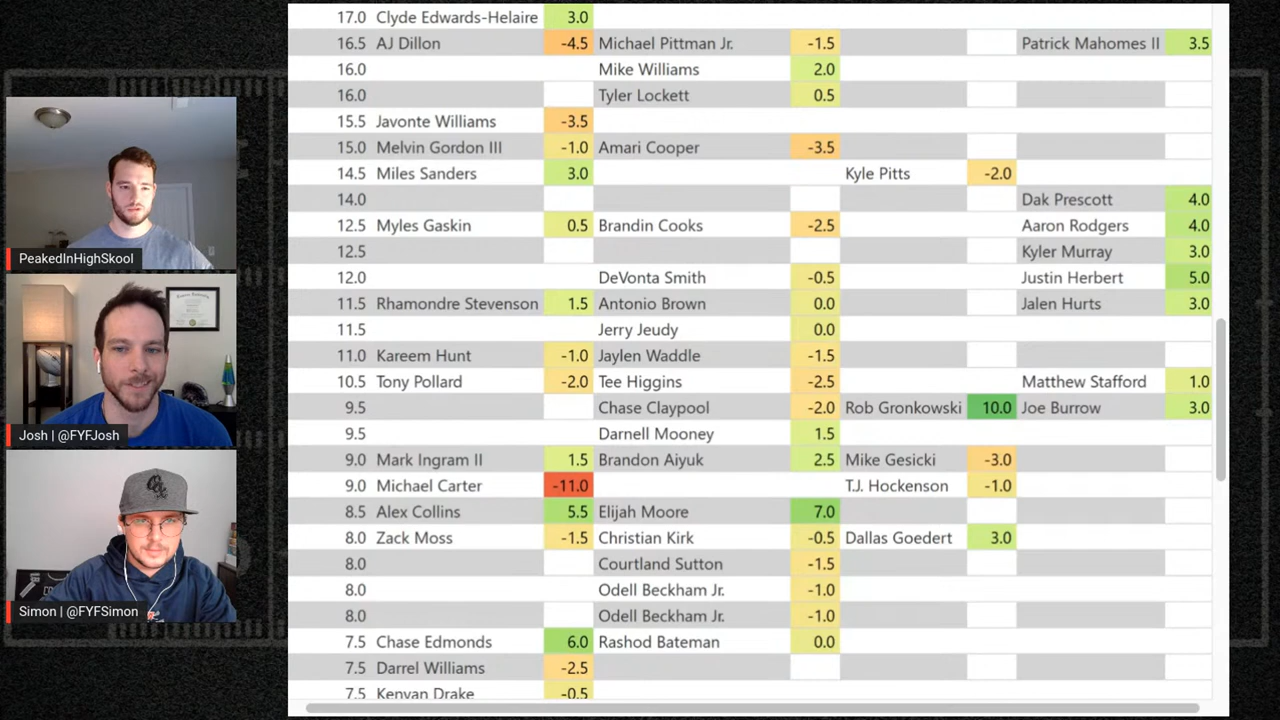 17.0 Clyde Edwards-Helaire 3.0
16.5 AJ Dillon -4.5 Michael Pittman Jr. -1.5 Patrick Mahomes II 3.5
16.0 Mike Williams 2.0
16.0 Tyler Lockett 0.5
15.5 Javonte Williams -3.5
15.0 Melvin Gordon III -1.0 Amari Cooper -3.5
14.5 Miles Sanders 3.0 Kyle Pitts -2.0
14.0 Dak Prescott 4.0
12.5 Myles Gaskin 0.5 Brandin Cooks -2.5 Aaron Rodgers 4.0
12.5 Kyler Murray 3.0
12.0 DeVonta Smith -0.5 Justin Herbert 5.0
11.5 Rhamondre Stevenson 1.5 Antonio Brown 0.0 Jalen Hurts 3.0
11.5 Jerry Jeudy 0.0
11.0 Kareem Hunt -1.0 Jaylen Waddle -1.5
10.5 Tony Pollard -2.0 Tee Higgins -2.5 Matthew Stafford 1.0
9.5 Chase Claypool -2.0 Rob Gronkowski 10.0 Joe Burrow 3.0
9.5 Darnell Mooney 1.5
9.0 Mark Ingram II 1.5 Brandon Aiyuk 2.5 Mike Gesicki -3.0
9.0 Michael Carter -11.0 T.J. Hockenson -1.0
8.5 Alex Collins 5.5 Elijah Moore 7.0
8.0 Zack Moss -1.5 Christian Kirk -0.5 Dallas Goedert 3.0
8.0 Courtland Sutton -1.5
8.0 Odell Beckham Jr. -1.0
8.0 Odell Beckham Jr. -1.0
7.5 Chase Edmonds 6.0 Rashod Bateman 0.0
7.5 Darrel Williams -2.5
7.5 Kenyan Drake -0.5
PeakedInHighSkool
Josh | @FYFJosh
Simon | @FYFSimon